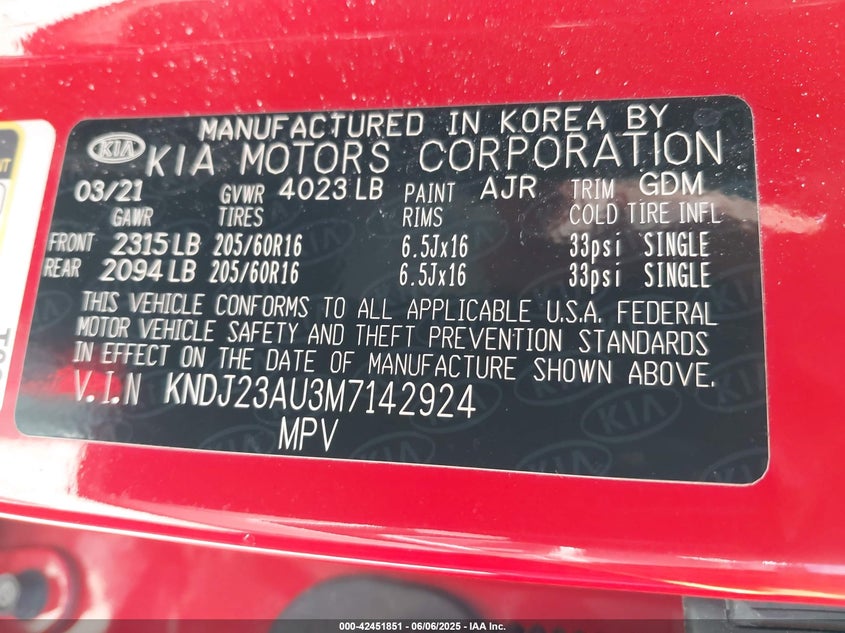 MANUFACTURED IN KOREA BY
KIA KIA MOTORS CORPORATION
03/21 GVWR 4023 LB PAINT AJR TRIM GDM
GAWR TIRES RIMS COLD TIRE INFL
FRONT 2315 LB 205/60R16 6.5Jx16 33psi SINGLE
REAR 2094 LB 205/60R16 6.5Jx16 33psi SINGLE
THIS VEHICLE CONFORMS TO ALL APPLICABLE U.S.A. FEDERAL
MOTOR VEHICLE SAFETY AND THEFT PREVENTION STANDARDS
IN EFFECT ON THE DATE OF MANUFACTURE SHOWN ABOVE.
V.I.N KNDJ23AU3M7142924
MPV
000-42451851 / 06/06/2025 - IAA Inc.